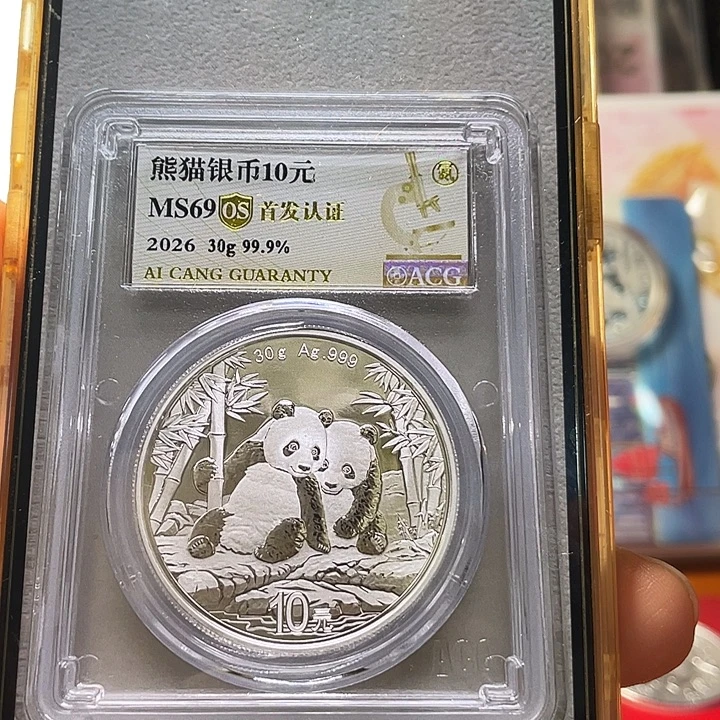 熊猫银币10元
MS69 OS 首发认证
2026 30g 99.9%
AI CANG GUARANTY
©ACG
30g Ag.999
10元
ACG